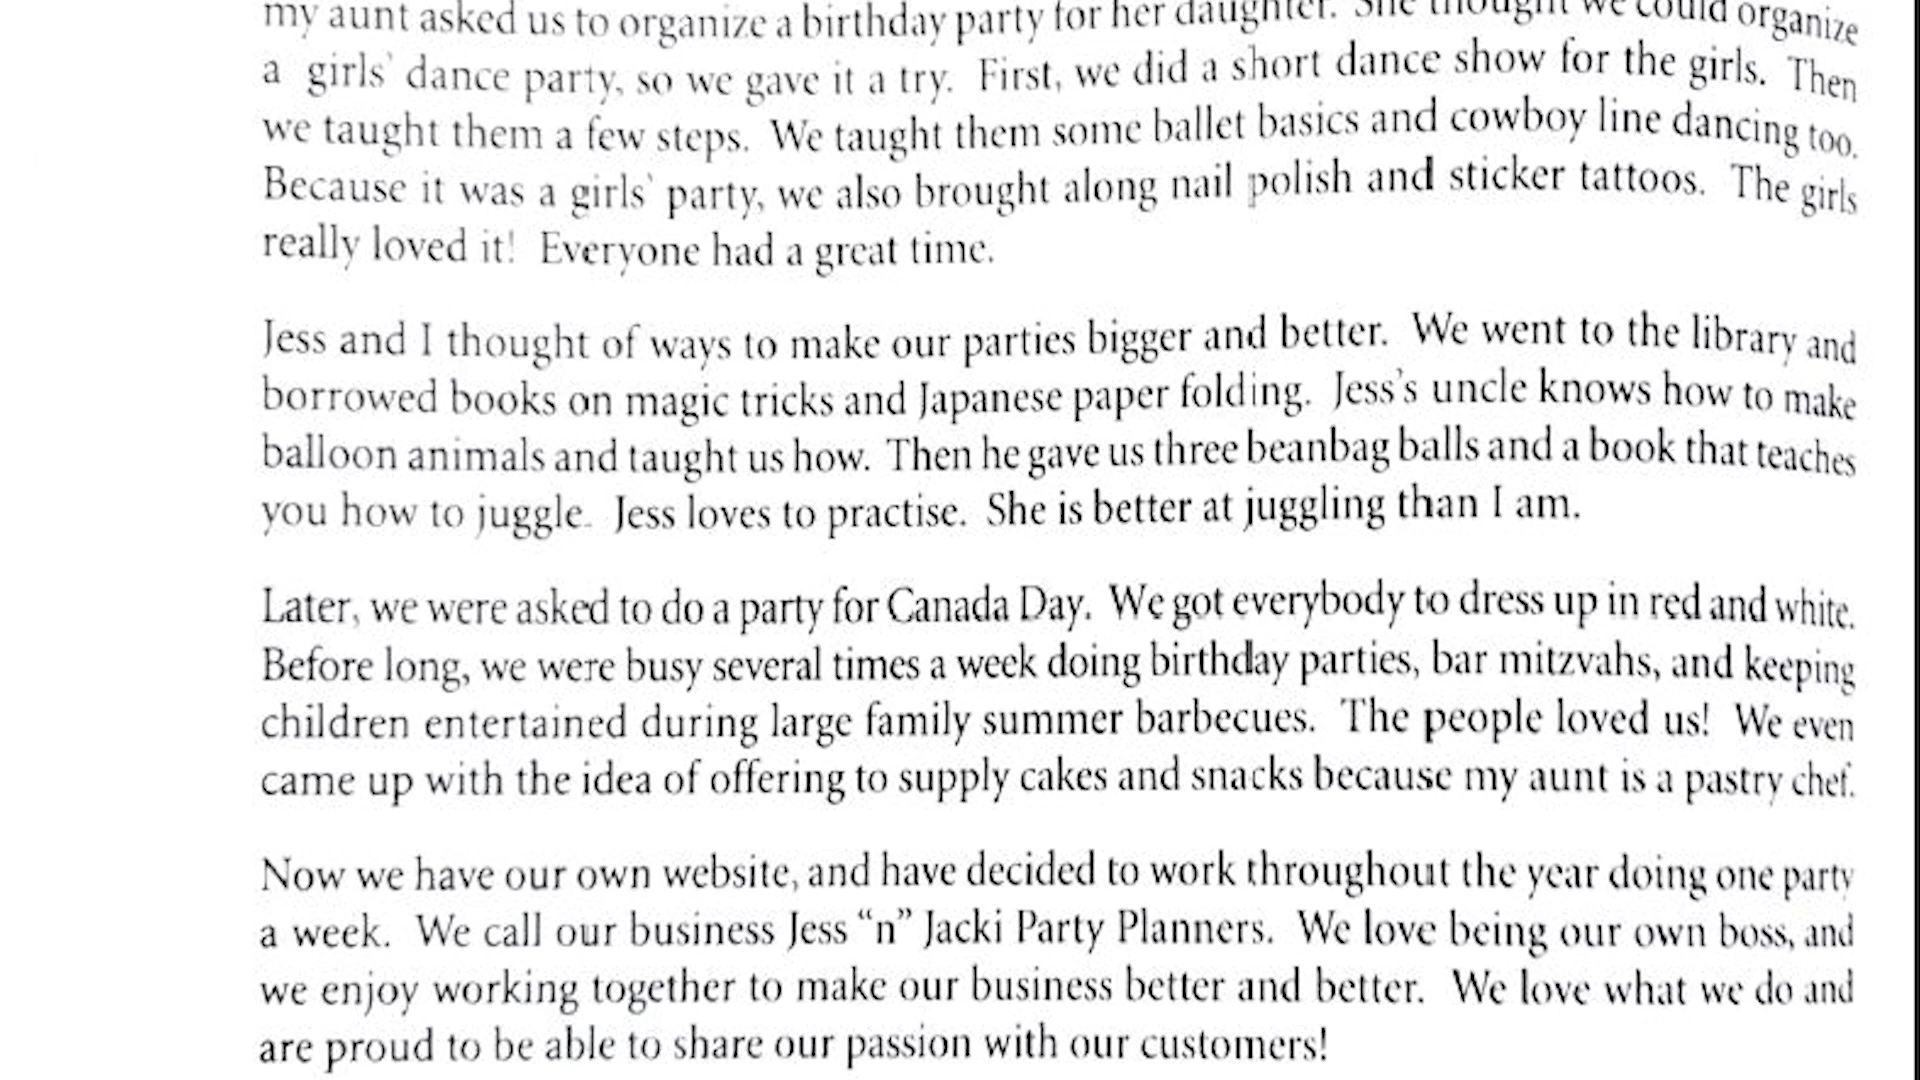 my aunt asked us to organize a birthday party for her daughter. She thought we could organize
a girls' dance party, so we gave it a try. First, we did a short dance show for the girls. Then
we taught them a few steps. We taught them some ballet basics and cowboy line dancing too.
Because it was a girls' party, we also brought along nail polish and sticker tattoos. The girls
really loved it! Everyone had a great time.
Jess and I thought of ways to make our parties bigger and better. We went to the library and
borrowed books on magic tricks and Japanese paper folding. Jess's uncle knows how to make
balloon animals and taught us how. Then he gave us three beanbag balls and a book that teaches
you how to juggle. Jess loves to practise. She is better at juggling than I am.
Later, we were asked to do a party for Canada Day. We got everybody to dress up in red and white.
Before long, we were busy several times a week doing birthday parties, bar mitzvahs, and keeping
children entertained during large family summer barbecues. The people loved us! We even
came up with the idea of offering to supply cakes and snacks because my aunt is a pastry chef.
Now we have our own website, and have decided to work throughout the year doing one party
a week. We call our business Jess “n” Jacki Party Planners. We love being our own boss, and
we enjoy working together to make our business better and better. We love what we do and
are proud to be able to share our passion with our customers!